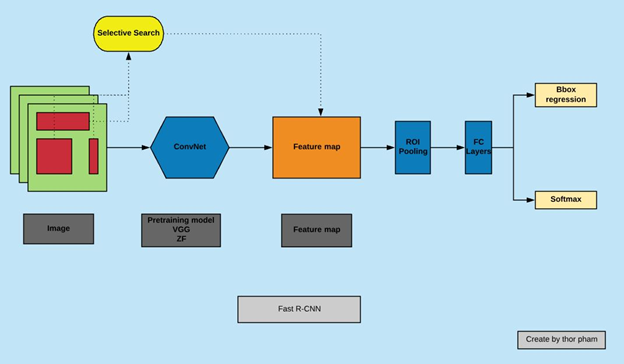 Selective Search
ConvNet
Feature map
ROI
Pooling
FC
Layers
Bbox
regression
Softmax
Image
Pretraining model
VGG
ZF
Feature map
Fast R-CNN
Create by thor pham